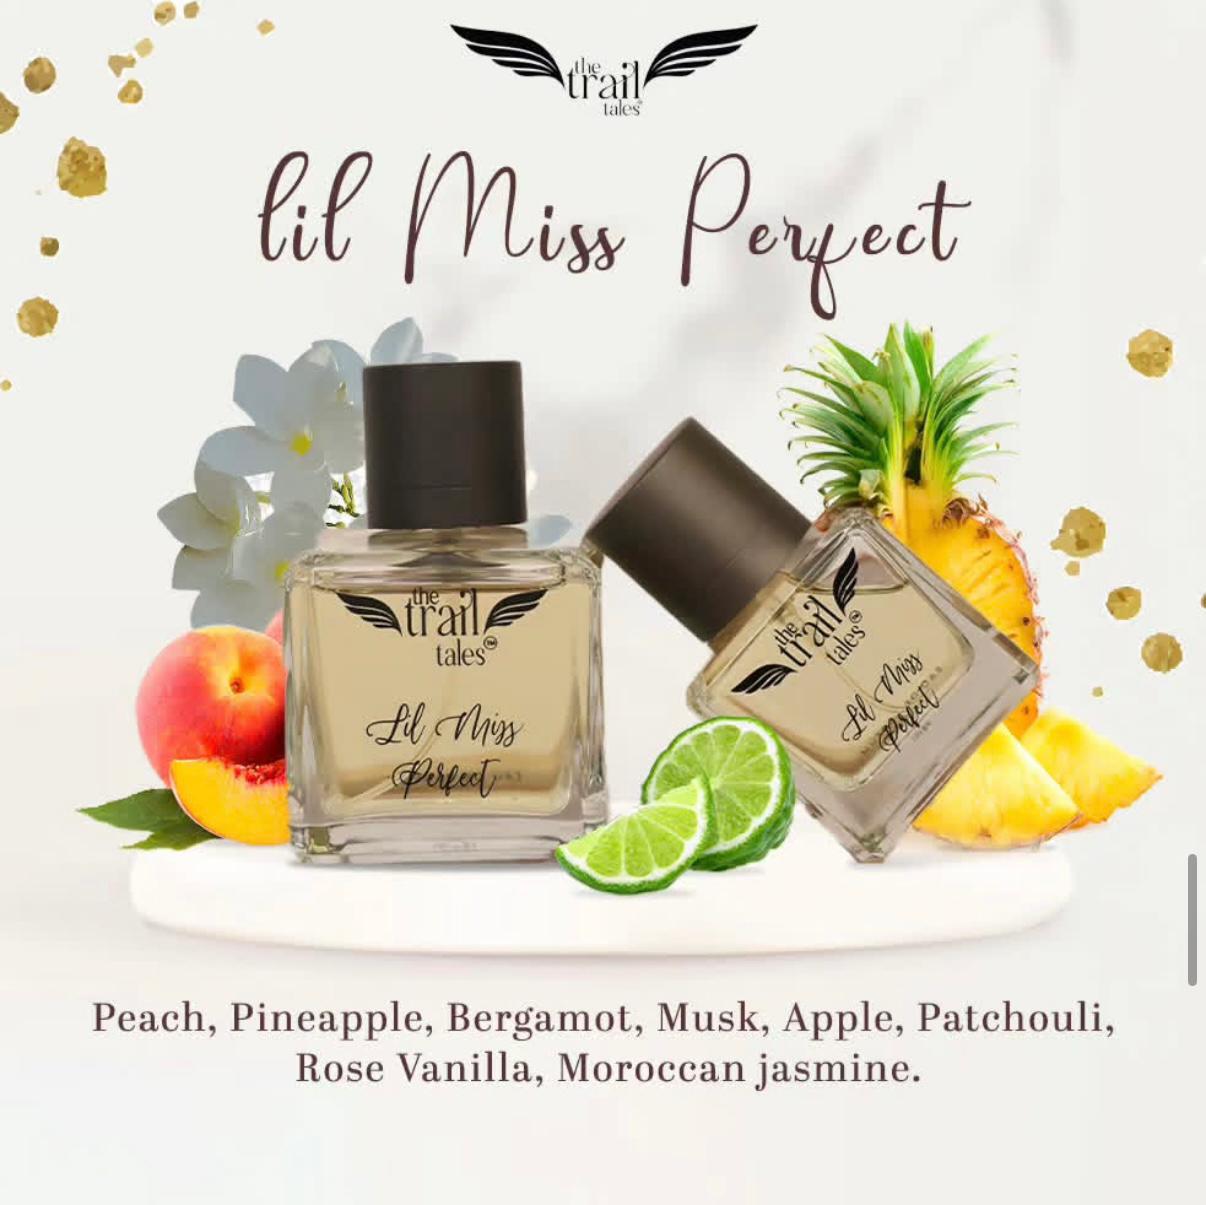 the
trail
tales
lil Miss Perfect
the
trail
tales™
Lil Miss
Perfect
the
trail
tales
Lil Miss
Perfect
Peach, Pineapple, Bergamot, Musk, Apple, Patchouli,
Rose Vanilla, Moroccan jasmine.